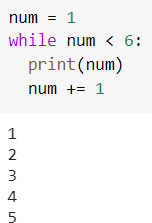 num = 1
while num < 6:
  print(num)
  num += 1
1
2
3
4
5